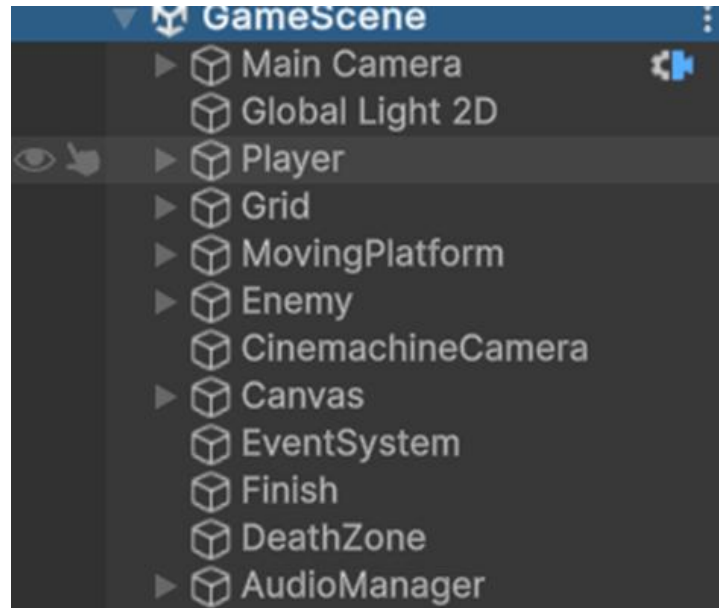 GameScene
Main Camera
Global Light 2D
Player
Grid
MovingPlatform
Enemy
CinemachineCamera
Canvas
EventSystem
Finish
DeathZone
AudioManager